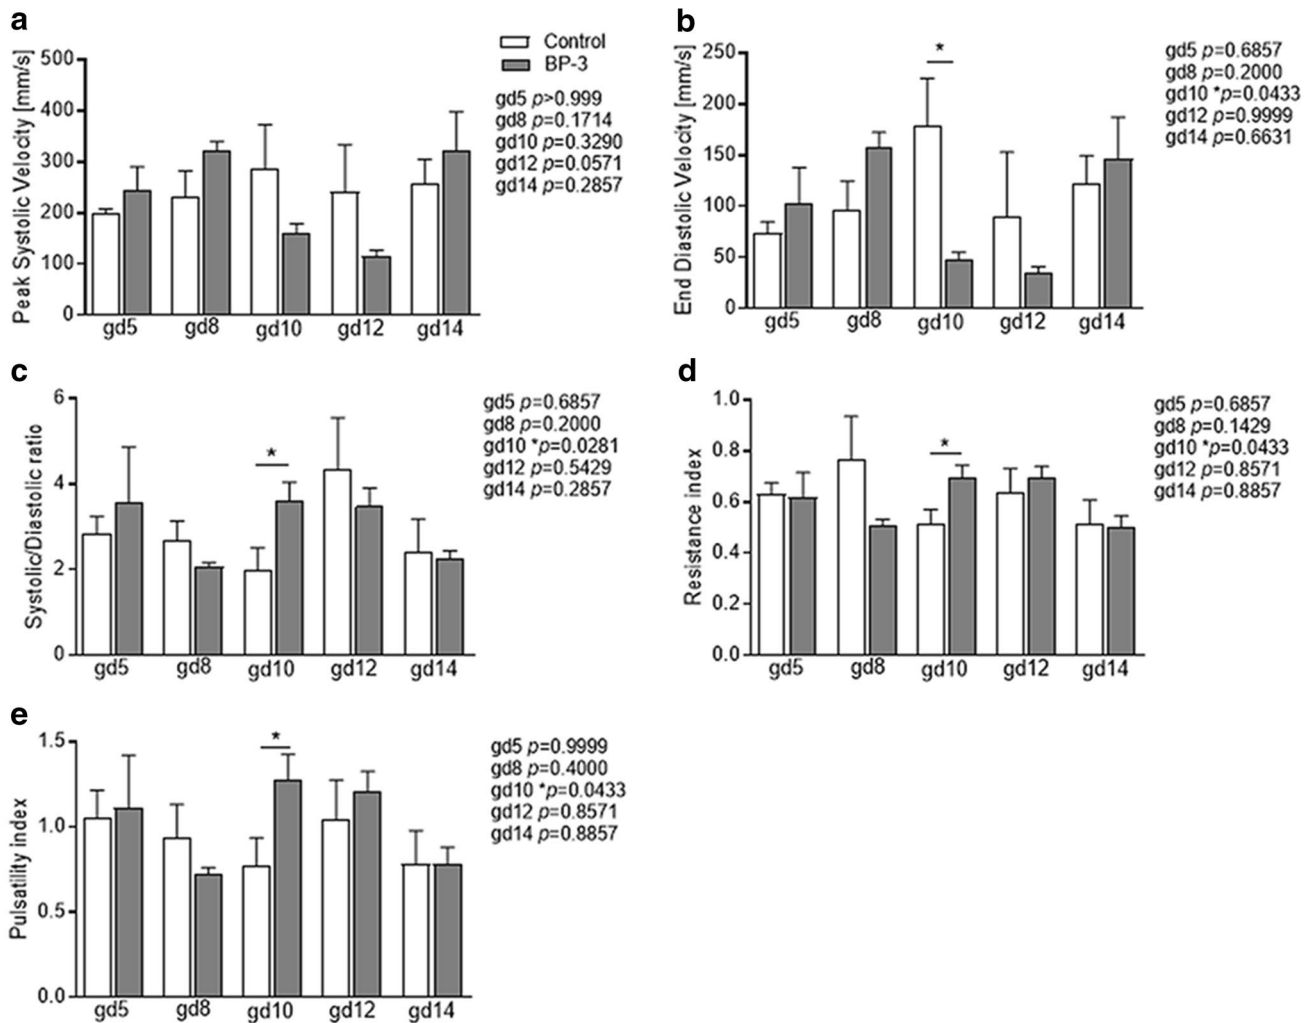 a
Control
BP-3
Peak Systolic Velocity [mm/s]
500
400
300
200
100
0
gd5 gd8 gd10 gd12 gd14
gd5 p>0.999
gd8 p=0.1714
gd10 p=0.3290
gd12 p=0.0571
gd14 p=0.2857
b
End Diastolic Velocity [mm/s]
250
200
150
100
50
0
*
gd5 gd8 gd10 gd12 gd14
gd5 p=0.6857
gd8 p=0.2000
gd10 *p=0.0433
gd12 p=0.9999
gd14 p=0.6631
c
Systolic/Diastolic ratio
6
4
2
0
*
gd5 gd8 gd10 gd12 gd14
gd5 p=0.6857
gd8 p=0.2000
gd10 *p=0.0281
gd12 p=0.5429
gd14 p=0.2857
d
Resistance index
1.0
0.8
0.6
0.4
0.2
0.0
*
gd5 gd8 gd10 gd12 gd14
gd5 p=0.6857
gd8 p=0.1429
gd10 *p=0.0433
gd12 p=0.8571
gd14 p=0.8857
e
Pulsatility index
1.5
1.0
0.5
0.0
*
gd5 gd8 gd10 gd12 gd14
gd5 p=0.9999
gd8 p=0.4000
gd10 *p=0.0433
gd12 p=0.8571
gd14 p=0.8857